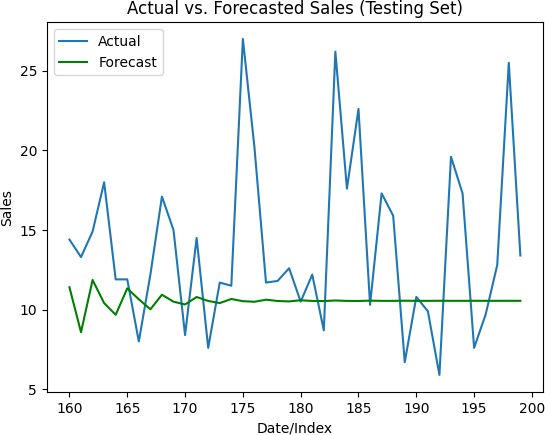 Actual vs. Forecasted Sales (Testing Set)
Actual
Forecast
25
20
15
10
5
Sales
160 165 170 175 180 185 190 195 200
Date/Index